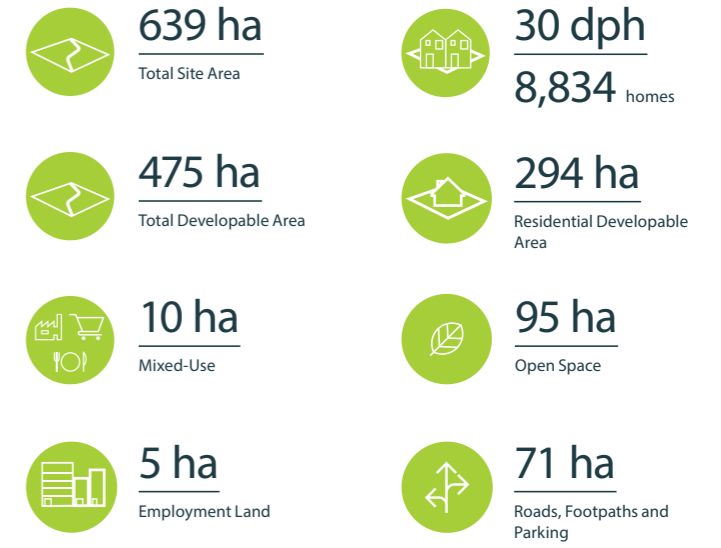 639 ha
Total Site Area
30 dph
8,834 homes
475 ha
Total Developable Area
294 ha
Residential Developable
Area
10 ha
Mixed-Use
95 ha
Open Space
5 ha
Employment Land
71 ha
Roads, Footpaths and
Parking